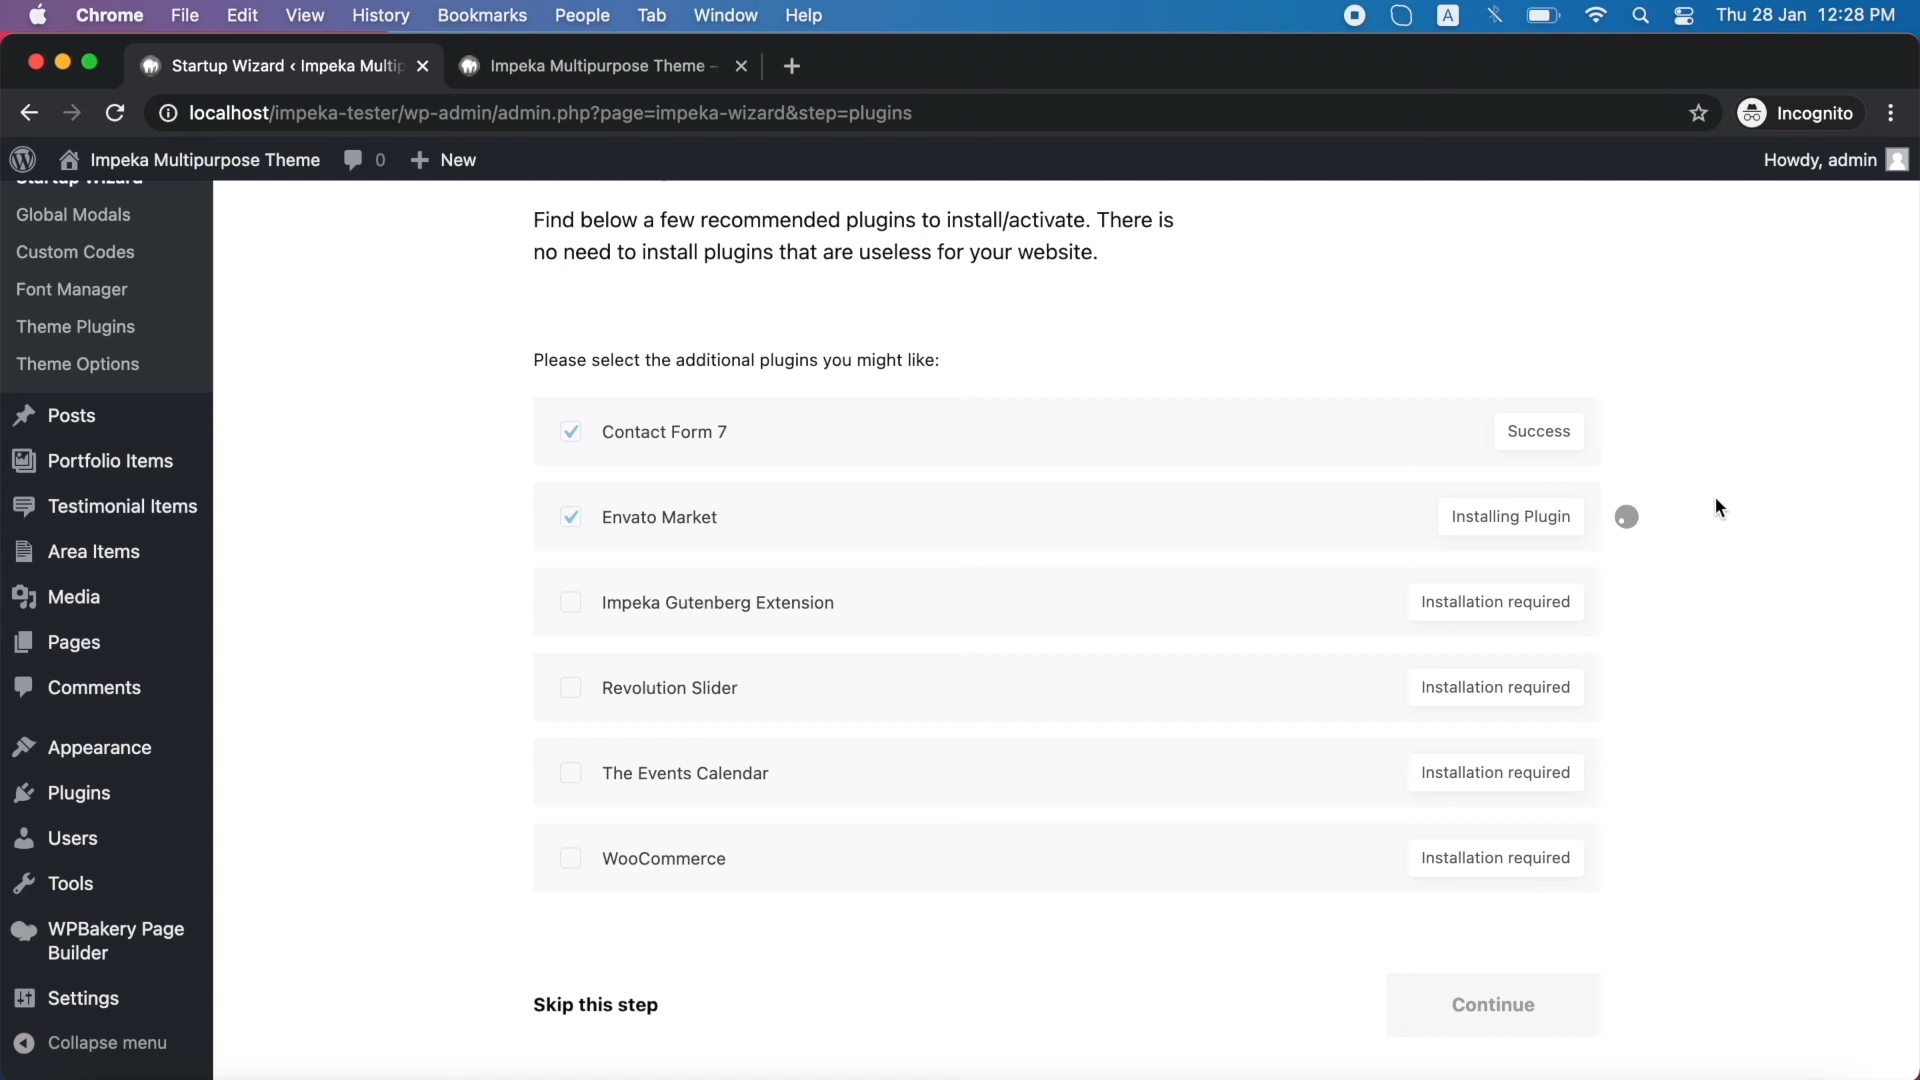 Chrome File Edit View History Bookmarks People Tab Window Help A Thu 28 Jan 12:28 PM
Startup Wizard ‹ Impeka Multip
Impeka Multipurpose Theme –
localhost/impeka-tester/wp-admin/admin.php?page=impeka-wizard&step=plugins
Incognito
Impeka Multipurpose Theme 0 New
Howdy, admin
Startup Wizard
Global Modals
Custom Codes
Font Manager
Theme Plugins
Theme Options
Posts
Portfolio Items
Testimonial Items
Area Items
Media
Pages
Comments
Appearance
Plugins
Users
Tools
WPBakery Page
Builder
Settings
Collapse menu
Find below a few recommended plugins to install/activate. There is
no need to install plugins that are useless for your website.
Please select the additional plugins you might like:
Contact Form 7 Success
Envato Market Installing Plugin
Impeka Gutenberg Extension Installation required
Revolution Slider Installation required
The Events Calendar Installation required
WooCommerce Installation required
Skip this step
Continue